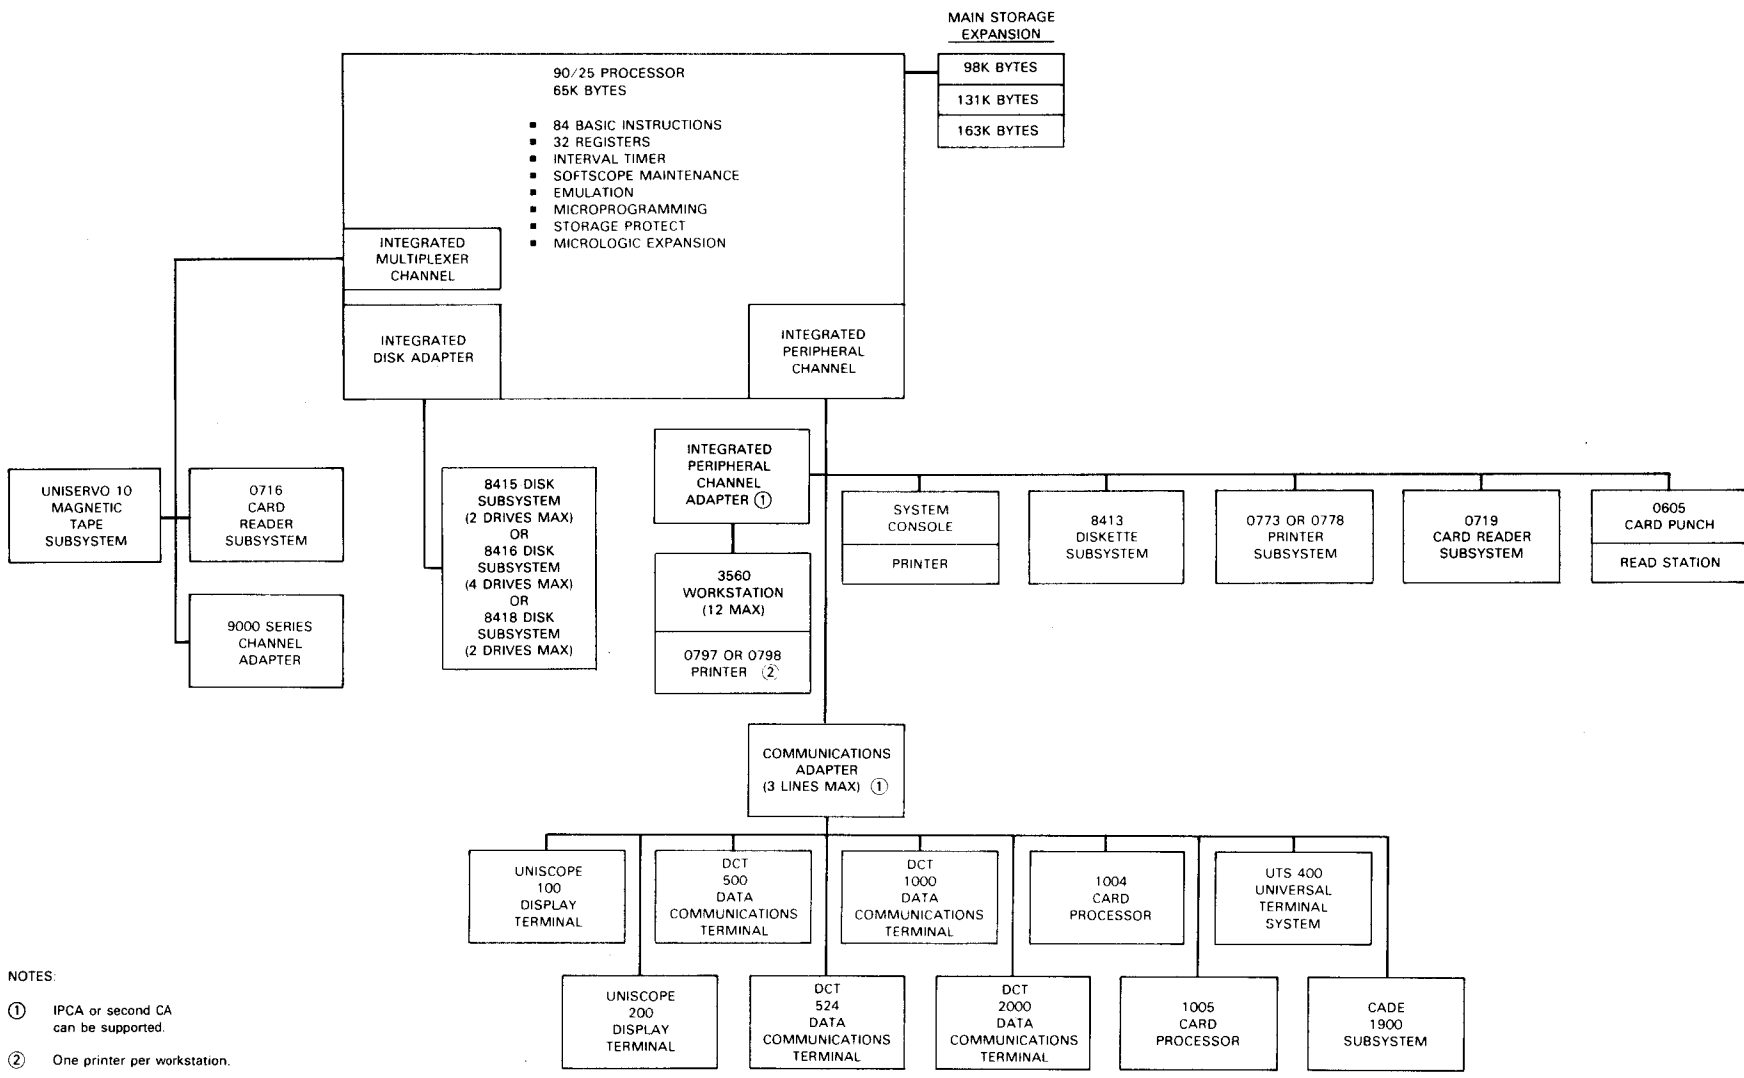 MAIN STORAGE
EXPANSION
98K BYTES
131K BYTES
163K BYTES
90/25 PROCESSOR
65K BYTES
■ 84 BASIC INSTRUCTIONS
■ 32 REGISTERS
■ INTERVAL TIMER
■ SOFTSCOPE MAINTENANCE
■ EMULATION
■ MICROPROGRAMMING
■ STORAGE PROTECT
■ MICROLOGIC EXPANSION
INTEGRATED
MULTIPLEXER
CHANNEL
INTEGRATED
DISK ADAPTER
INTEGRATED
PERIPHERAL
CHANNEL
UNISERVO 10
MAGNETIC
TAPE
SUBSYSTEM
0716
CARD
READER
SUBSYSTEM
9000 SERIES
CHANNEL
ADAPTER
8415 DISK
SUBSYSTEM
(2 DRIVES MAX)
OR
8416 DISK
SUBSYSTEM
(4 DRIVES MAX)
OR
8418 DISK
SUBSYSTEM
(2 DRIVES MAX)
INTEGRATED
PERIPHERAL
CHANNEL
ADAPTER ①
3560
WORKSTATION
(12 MAX)
0797 OR 0798
PRINTER ②
SYSTEM
CONSOLE
PRINTER
8413
DISKETTE
SUBSYSTEM
0773 OR 0778
PRINTER
SUBSYSTEM
0719
CARD READER
SUBSYSTEM
0605
CARD PUNCH
READ STATION
COMMUNICATIONS
ADAPTER
(3 LINES MAX) ①
UNISCOPE
100
DISPLAY
TERMINAL
DCT
500
DATA
COMMUNICATIONS
TERMINAL
DCT
1000
DATA
COMMUNICATIONS
TERMINAL
1004
CARD
PROCESSOR
UTS 400
UNIVERSAL
TERMINAL
SYSTEM
UNISCOPE
200
DISPLAY
TERMINAL
DCT
524
DATA
COMMUNICATIONS
TERMINAL
DCT
2000
DATA
COMMUNICATIONS
TERMINAL
1005
CARD
PROCESSOR
CADE
1900
SUBSYSTEM
NOTES:
① IPCA or second CA
can be supported.
② One printer per workstation.